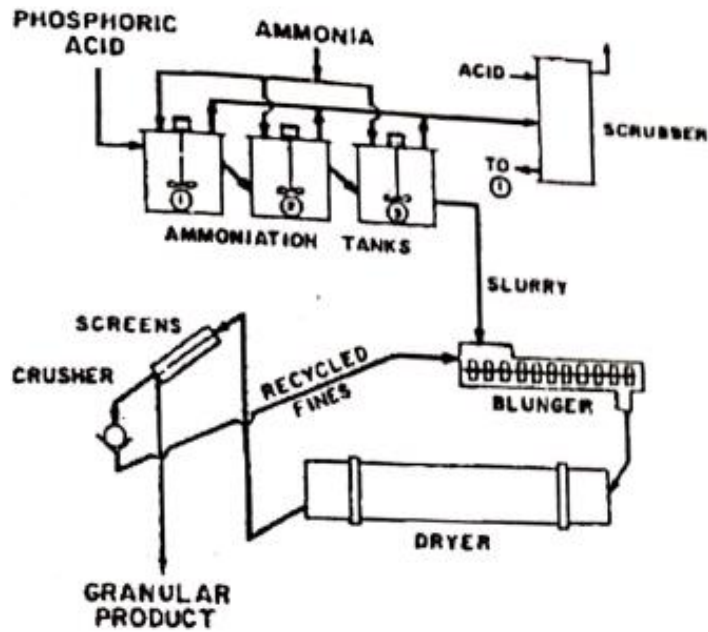 PHOSPHORIC
ACID
AMMONIA
ACID
SCRUBBER
TO
1
1
2
3
AMMONIATION TANKS
SLURRY
SCREENS
CRUSHER
RECYCLED
FINES
BLUNGER
DRYER
GRANULAR
PRODUCT